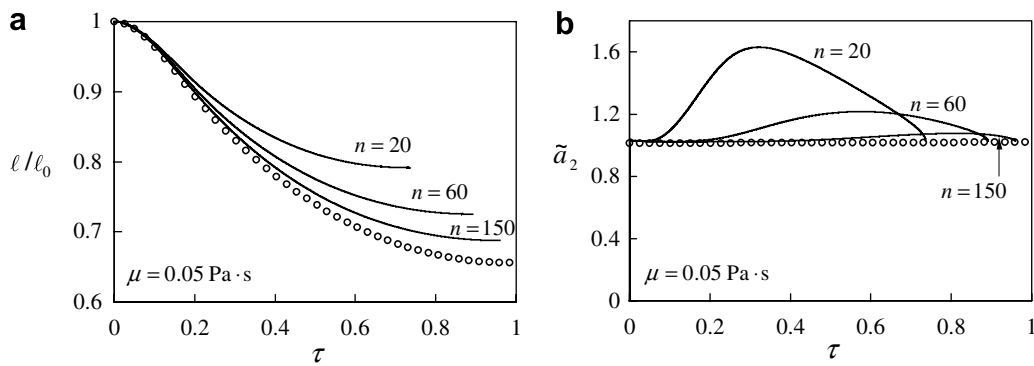 a
1
0.9
ℓ/ℓ₀
0.8
0.7
0.6
n = 20
n = 60
n = 150
μ = 0.05 Pa·s
0 0.2 0.4 0.6 0.8 1
τ
b
1.6
1.2
ã₂
0.8
0.4
0
n = 20
n = 60
n = 150
μ = 0.05 Pa·s
0 0.2 0.4 0.6 0.8 1
τ